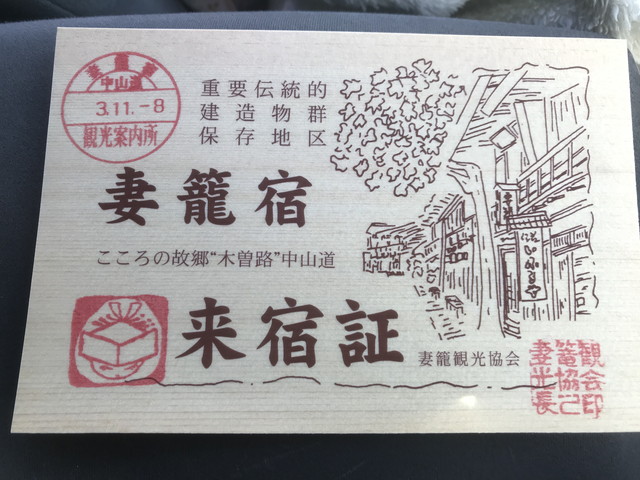 妻籠宿
中山道
3.11.-8
観光案内所
重要伝統的
建造物群
保存地区
妻籠宿
こころの故郷“木曽路”中山道
来宿証
妻籠観光協会